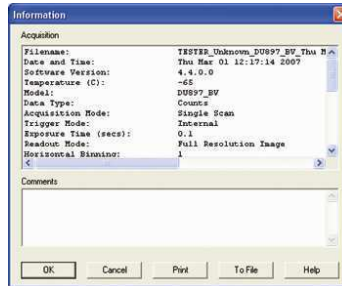 Information
Acquisition
Filename: TESTER_Unknown_DU897_BV_Thu M
Date and Time: Thu Mar 01 12:17:14 2007
Software Version: 4.4.0.0
Temperature (C): -65
Model: DU897_BV
Data Type: Counts
Acquisition Mode: Single Scan
Trigger Mode: Internal
Exposure Time (secs): 0.1
Readout Mode: Full Resolution Image
Horizontal Binning: 1
Comments
OK Cancel Print To File Help